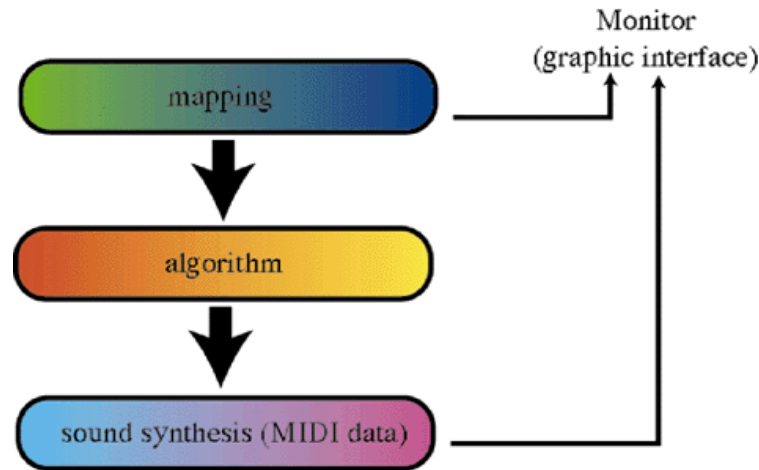 Monitor
(graphic interface)
mapping
algorithm
sound synthesis (MIDI data)